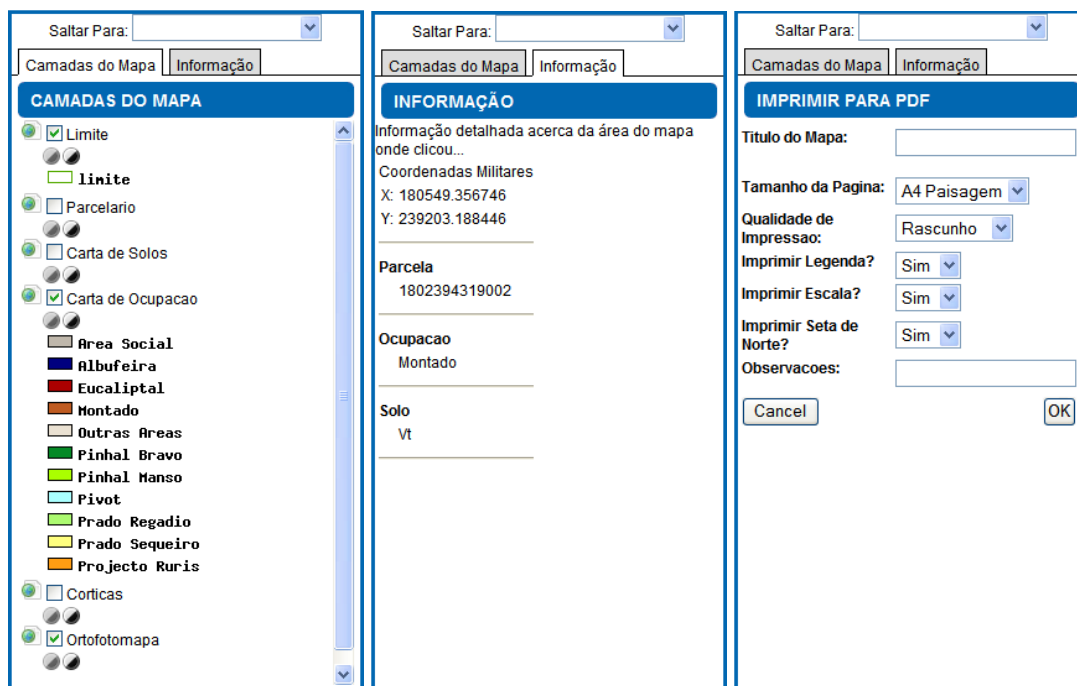 Saltar Para:
Camadas do Mapa Informação
CAMADAS DO MAPA
Limite
limite
Parcelario
Carta de Solos
Carta de Ocupacao
Area Social
Albufeira
Eucaliptal
Montado
Outras Areas
Pinhal Bravo
Pinhal Manso
Pivot
Prado Regadio
Prado Sequeiro
Projecto Ruris
Corticas
Ortofotomapa
Saltar Para:
Camadas do Mapa Informação
INFORMAÇÃO
Informação detalhada acerca da área do mapa
onde clicou...
Coordenadas Militares
X: 180549.356746
Y: 239203.188446
Parcela
1802394319002
Ocupacao
Montado
Solo
Vt
Saltar Para:
Camadas do Mapa Informação
IMPRIMIR PARA PDF
Titulo do Mapa:
Tamanho da Pagina: A4 Paisagem
Qualidade de
Impressao: Rascunho
Imprimir Legenda? Sim
Imprimir Escala? Sim
Imprimir Seta de
Norte? Sim
Observacoes:
Cancel OK